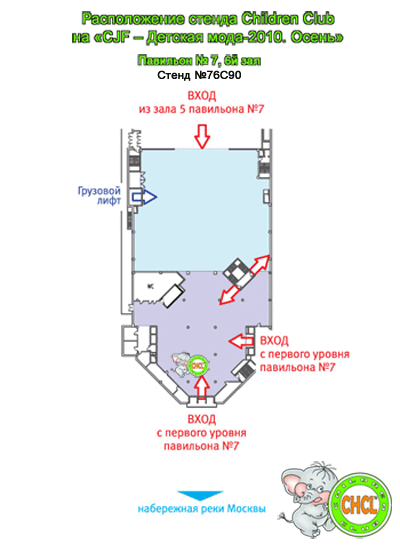 Расположение стенда Children Club
на «CJF – Детская мода-2010. Осень»
Павильон № 7, 6й зал
Стенд №76C90
ВХОД
из зала 5 павильона №7
Грузовой
лифт
WC
ВХОД
с первого уровня
павильона №7
CHCL
ВХОД
с первого уровня
павильона №7
набережная реки Москвы
CHCL